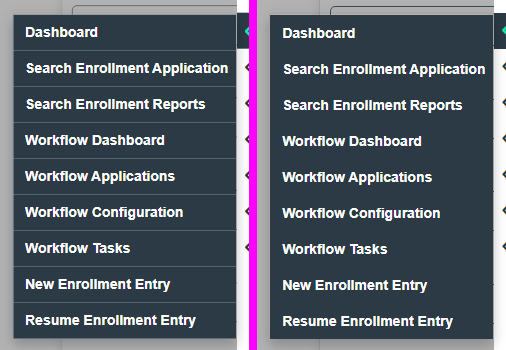 Dashboard
Search Enrollment Application
Search Enrollment Reports
Workflow Dashboard
Workflow Applications
Workflow Configuration
Workflow Tasks
New Enrollment Entry
Resume Enrollment Entry
Dashboard
Search Enrollment Application
Search Enrollment Reports
Workflow Dashboard
Workflow Applications
Workflow Configuration
Workflow Tasks
New Enrollment Entry
Resume Enrollment Entry